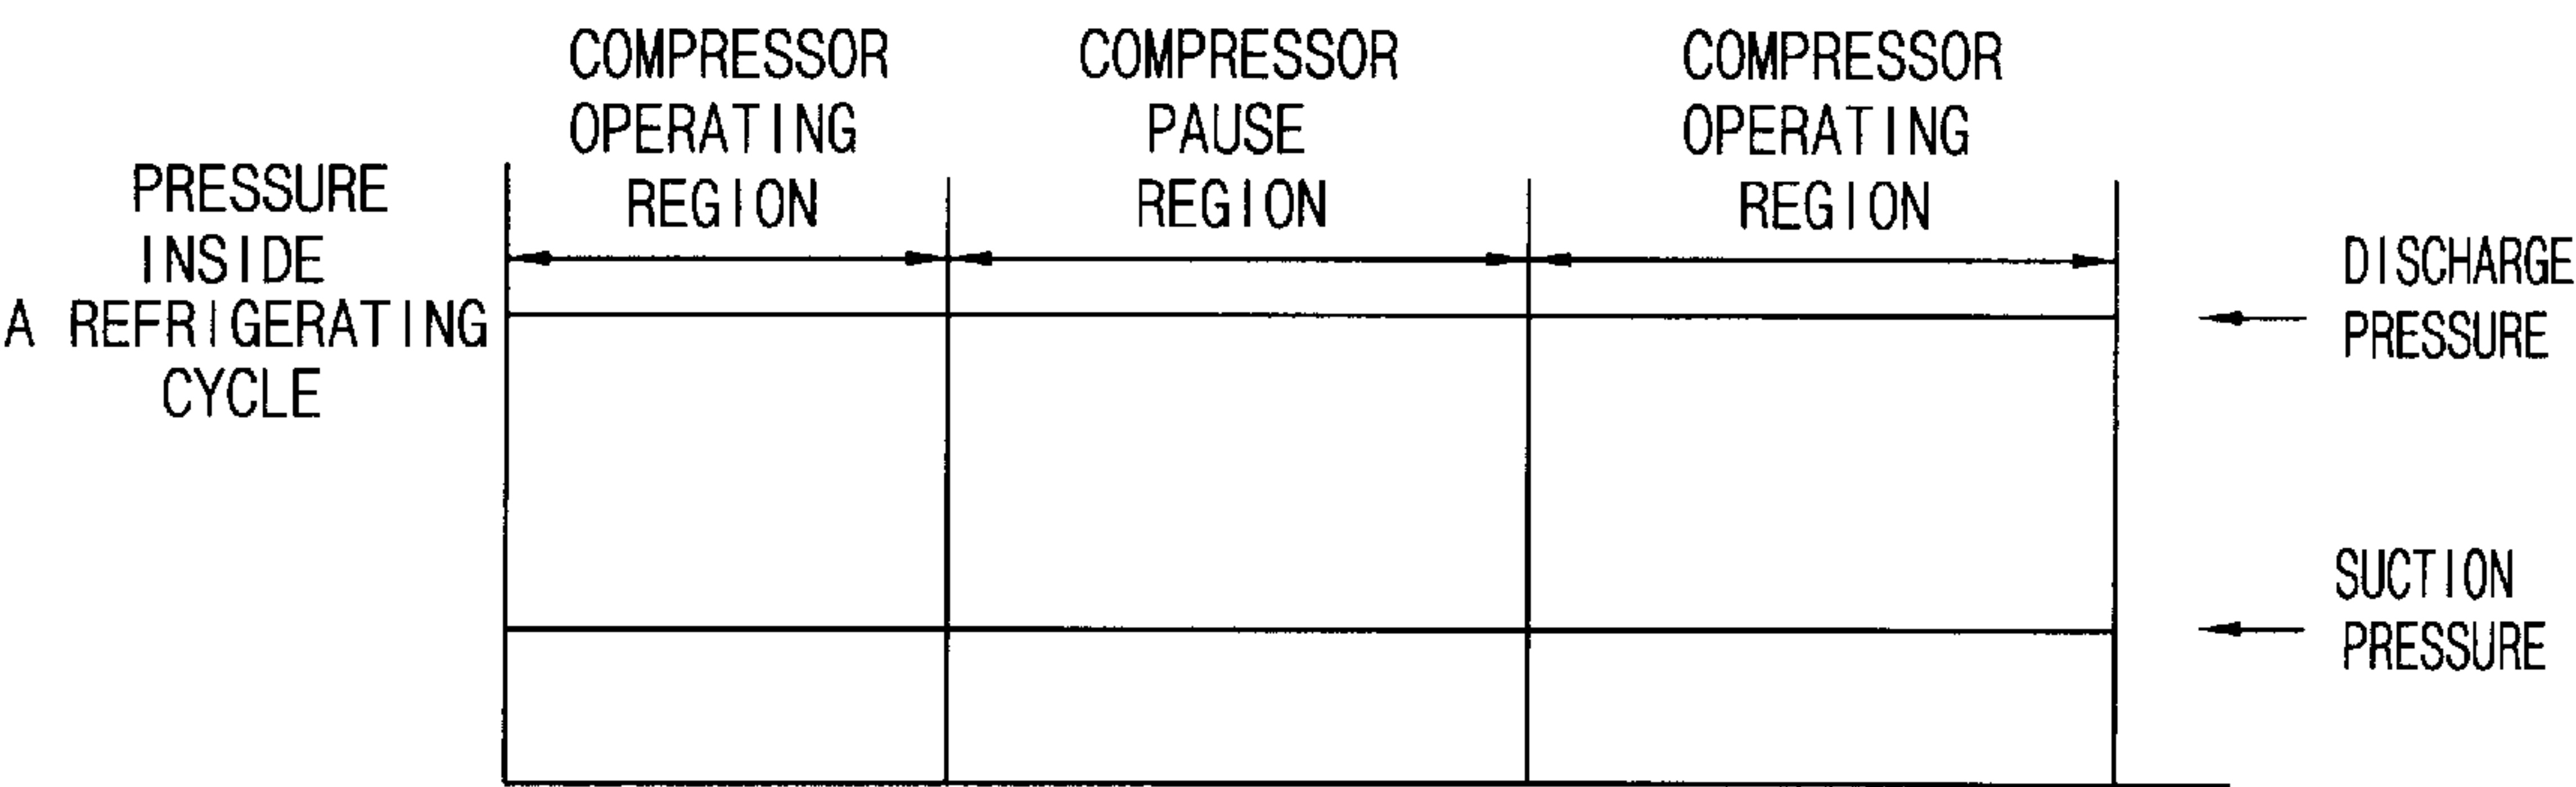 COMPRESSOR
OPERATING
REGION
COMPRESSOR
PAUSE
REGION
COMPRESSOR
OPERATING
REGION
PRESSURE
INSIDE
A REFRIGERATING
CYCLE
DISCHARGE
PRESSURE
SUCTION
PRESSURE